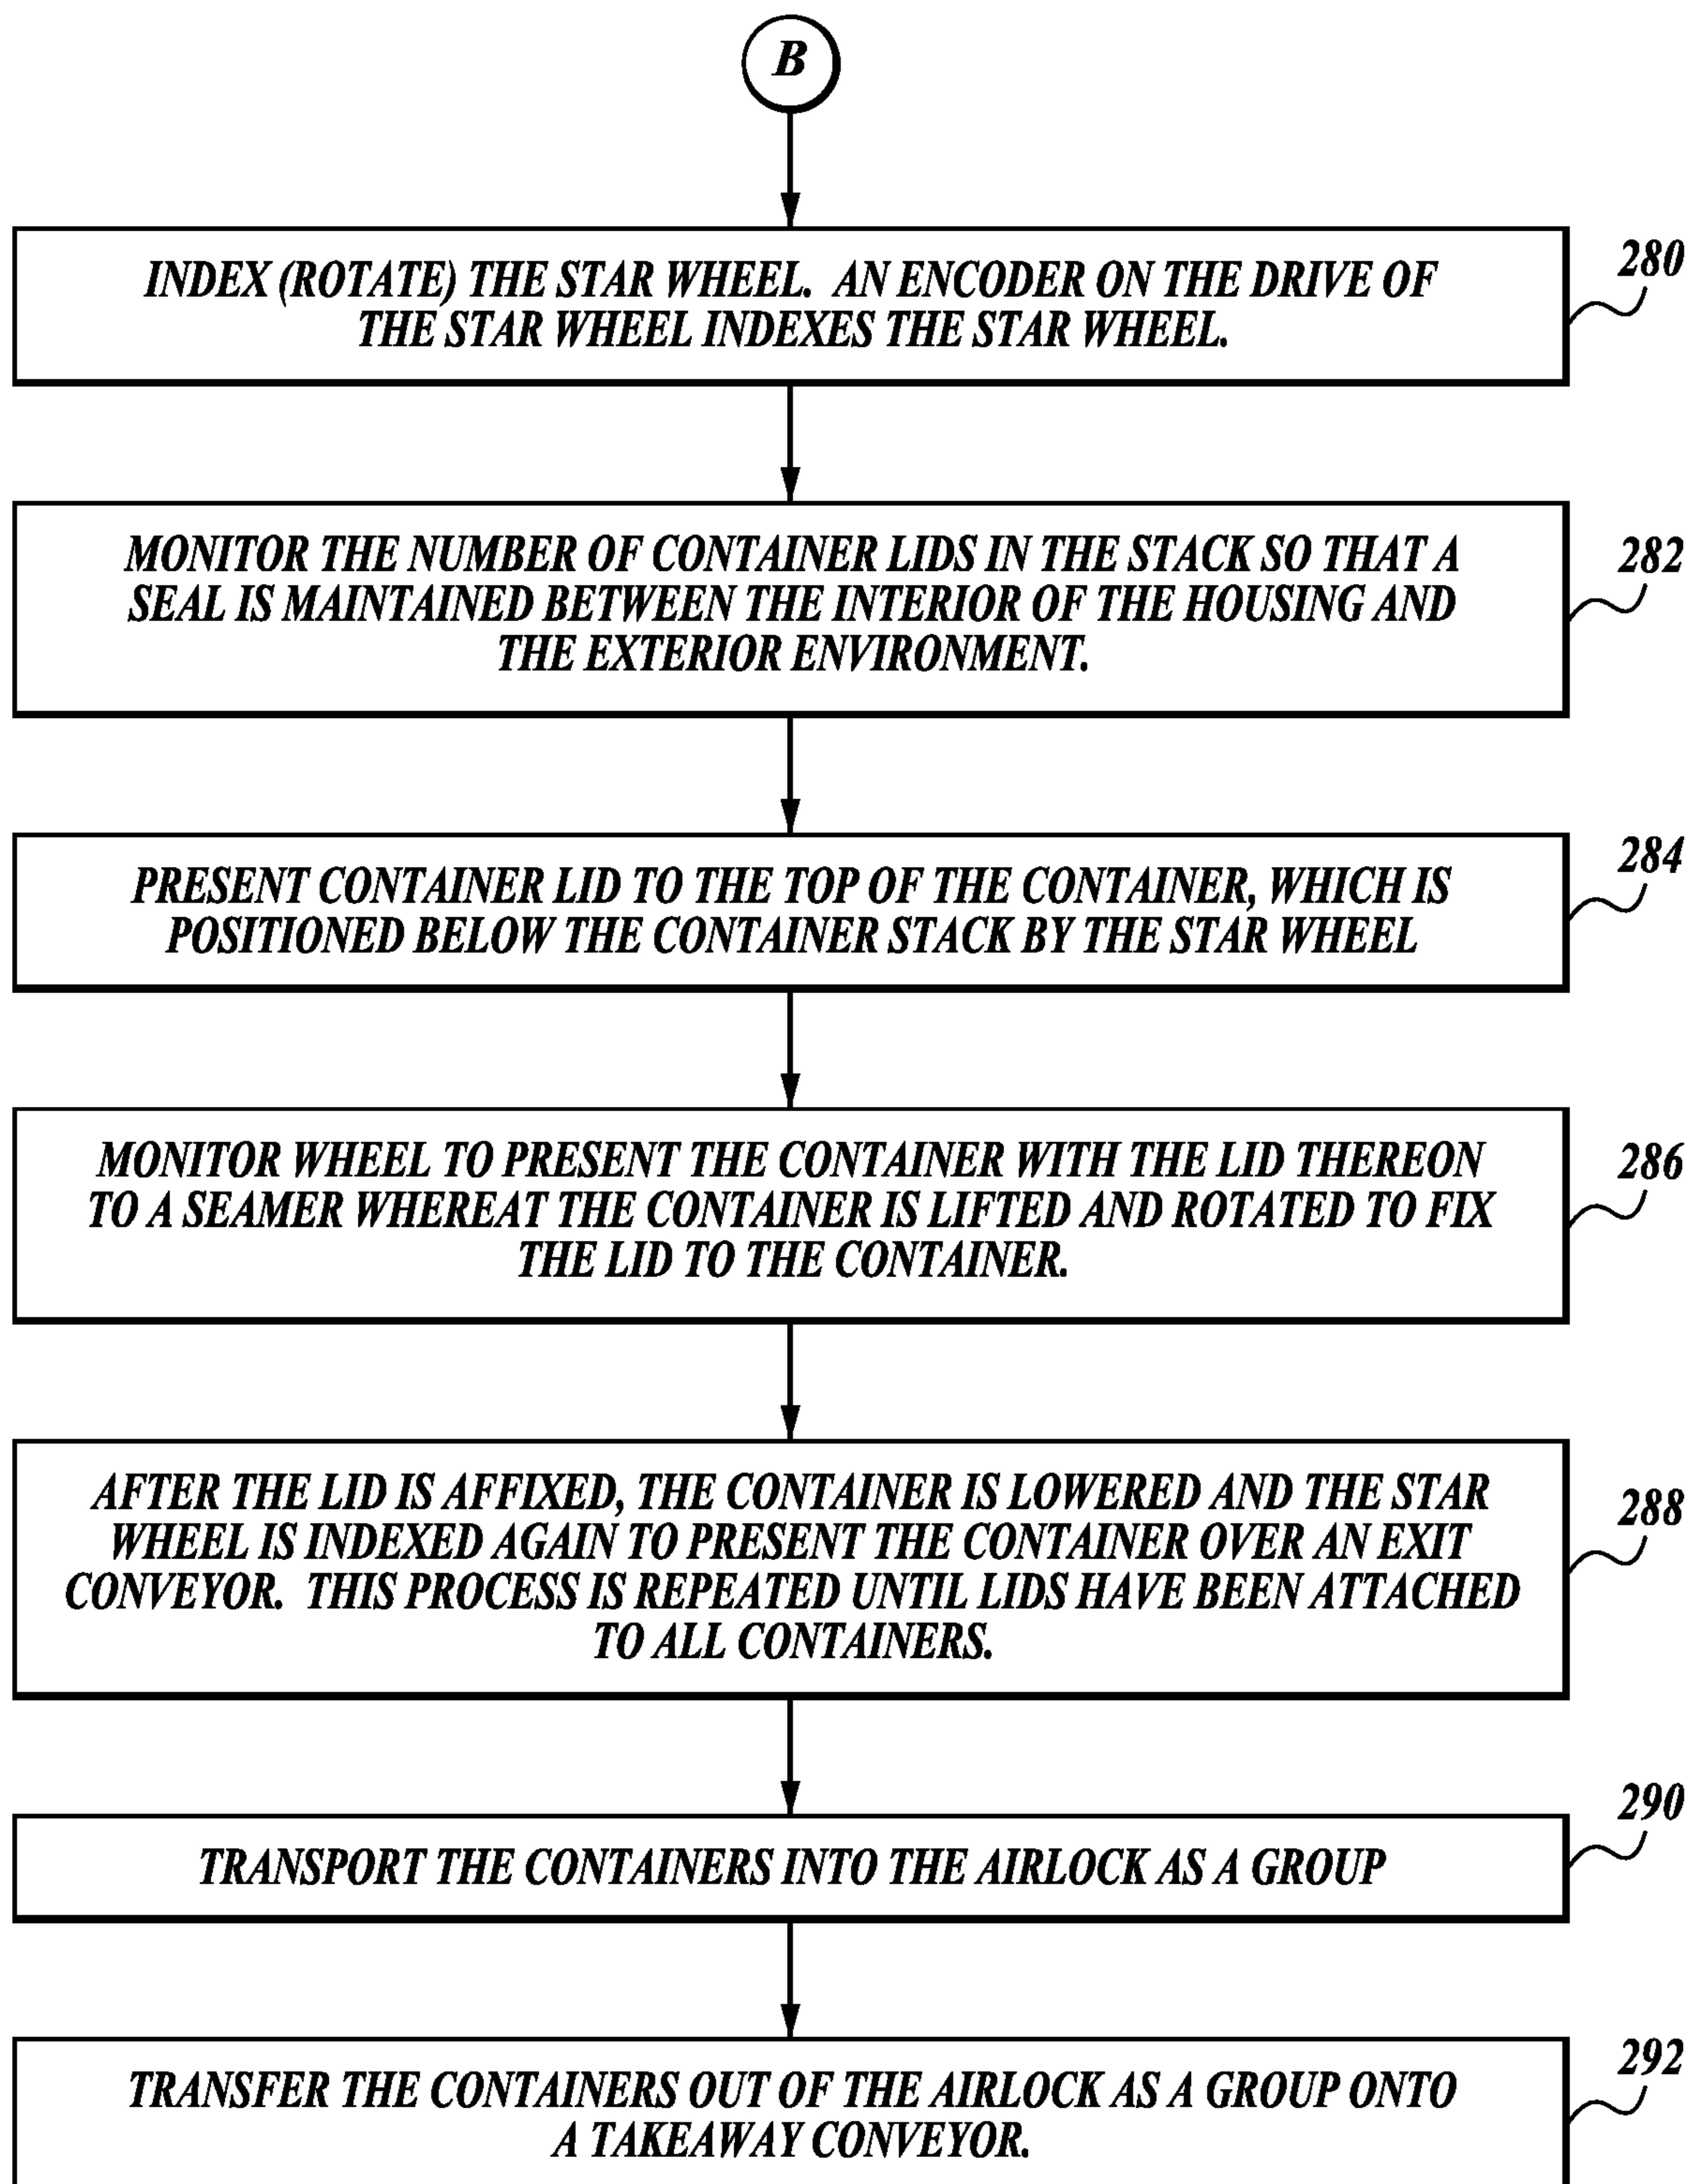 B
INDEX (ROTATE) THE STAR WHEEL. AN ENCODER ON THE DRIVE OF
THE STAR WHEEL INDEXES THE STAR WHEEL.
280
MONITOR THE NUMBER OF CONTAINER LIDS IN THE STACK SO THAT A
SEAL IS MAINTAINED BETWEEN THE INTERIOR OF THE HOUSING AND
THE EXTERIOR ENVIRONMENT.
282
PRESENT CONTAINER LID TO THE TOP OF THE CONTAINER, WHICH IS
POSITIONED BELOW THE CONTAINER STACK BY THE STAR WHEEL
284
MONITOR WHEEL TO PRESENT THE CONTAINER WITH THE LID THEREON
TO A SEAMER WHEREAT THE CONTAINER IS LIFTED AND ROTATED TO FIX
THE LID TO THE CONTAINER.
286
AFTER THE LID IS AFFIXED, THE CONTAINER IS LOWERED AND THE STAR
WHEEL IS INDEXED AGAIN TO PRESENT THE CONTAINER OVER AN EXIT
CONVEYOR. THIS PROCESS IS REPEATED UNTIL LIDS HAVE BEEN ATTACHED
TO ALL CONTAINERS.
288
TRANSPORT THE CONTAINERS INTO THE AIRLOCK AS A GROUP
290
TRANSFER THE CONTAINERS OUT OF THE AIRLOCK AS A GROUP ONTO
A TAKEAWAY CONVEYOR.
292